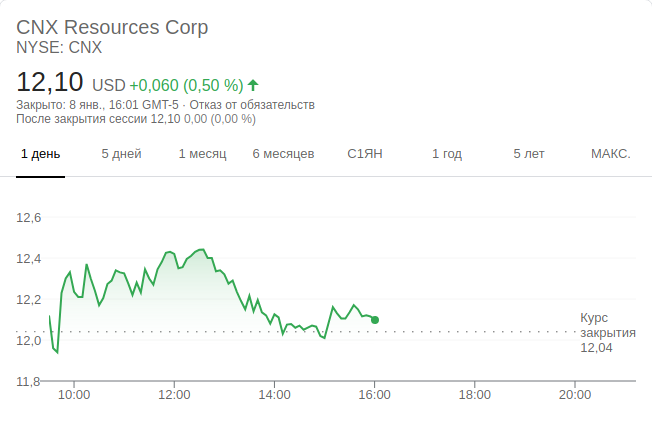 CNX Resources Corp
NYSE: CNX
12,10 USD +0,060 (0,50 %)
Закрыто: 8 янв., 16:01 GMT-5 · Отказ от обязательств
После закрытия сессии 12,10 0,00 (0,00 %)
1 день 5 дней 1 месяц 6 месяцев С1ЯН 1 год 5 лет МАКС.
12,6
12,4
12,2
12,0
11,8
Курс
закрытия
12,04
10:00 12:00 14:00 16:00 18:00 20:00